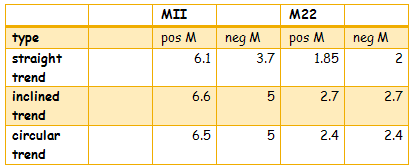 MII M22
type pos M neg M pos M neg M
straight trend 6.1 3.7 1.85 2
inclined trend 6.6 5 2.7 2.7
circular trend 6.5 5 2.4 2.4